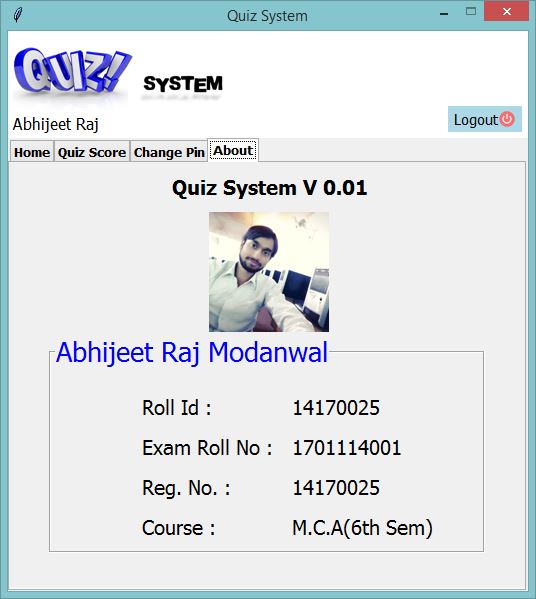 Quiz System
QUIZ! SYSTEM
Abhijeet Raj
Logout
Home Quiz Score Change Pin About
Quiz System V 0.01
Abhijeet Raj Modanwal
Roll Id : 14170025
Exam Roll No : 1701114001
Reg. No. : 14170025
Course : M.C.A(6th Sem)